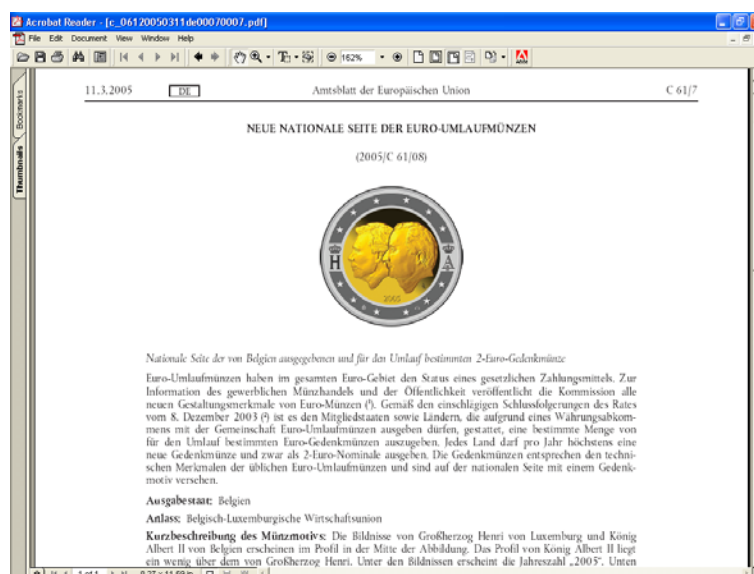 Acrobat Reader - [c_06120050311de00070007.pdf]
File Edit Document View Window Help
162%
Bookmarks
Thumbnails
11.3.2005 DE Amtsblatt der Europäischen Union C 61/7
NEUE NATIONALE SEITE DER EURO-UMLAUFMÜNZEN
(2005/C 61/08)
H A
2005
Nationale Seite der von Belgien ausgegebenen und für den Umlauf bestimmten 2-Euro-Gedenkmünze
Euro-Umlaufmünzen haben im gesamten Euro-Gebiet den Status eines gesetzlichen Zahlungsmittels. Zur
Information des gewerblichen Münzhandels und der Öffentlichkeit veröffentlicht die Kommission alle
neuen Gestaltungsmerkmale von Euro-Münzen (¹). Gemäß den einschlägigen Schlussfolgerungen des Rates
vom 8. Dezember 2003 (²) ist es den Mitgliedstaaten sowie Ländern, die aufgrund eines Währungsabkom-
mens mit der Gemeinschaft Euro-Umlaufmünzen ausgeben dürfen, gestattet, eine bestimmte Menge von
für den Umlauf bestimmten Euro-Gedenkmünzen auszugeben. Jedes Land darf pro Jahr höchstens eine
neue Gedenkmünze und zwar als 2-Euro-Nominale ausgeben. Die Gedenkmünzen entsprechen den techni-
schen Merkmalen der üblichen Euro-Umlaufmünzen und sind auf der nationalen Seite mit einem Gedenk-
motiv versehen.
Ausgabestaat: Belgien
Anlass: Belgisch-Luxemburgische Wirtschaftsunion
Kurzbeschreibung des Münzmotivs: Die Bildnisse von Großherzog Henri von Luxemburg und König
Albert II von Belgien erscheinen im Profil in der Mitte der Abbildung. Das Profil von König Albert II liegt
ein wenig über dem von Großherzog Henri. Unter den Bildnissen erscheint die Jahreszahl „2005“. Unten
1 of 1 8,27 x 11,69 in